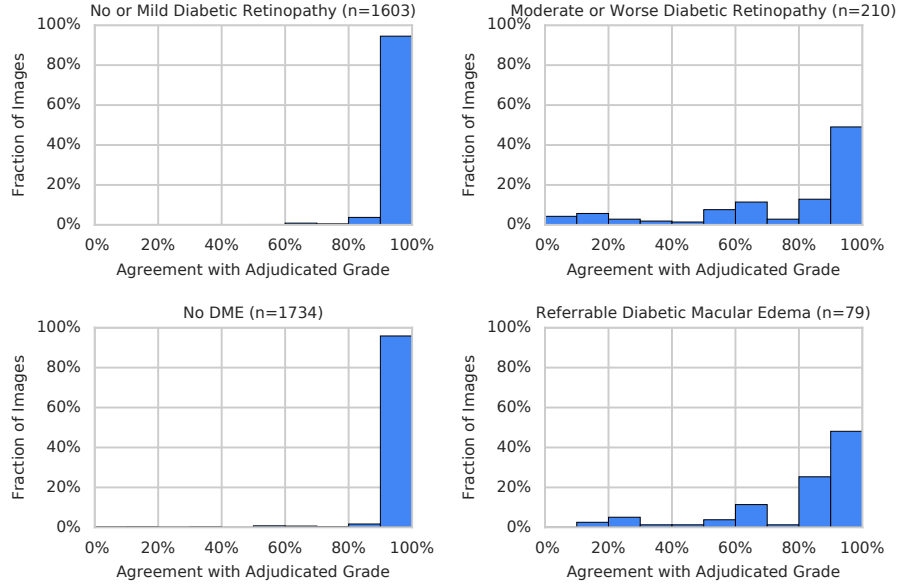 No or Mild Diabetic Retinopathy (n=1603)
100%
80%
60%
40%
20%
0%
Fraction of Images
0% 20% 40% 60% 80% 100%
Agreement with Adjudicated Grade
Moderate or Worse Diabetic Retinopathy (n=210)
100%
80%
60%
40%
20%
0%
Fraction of Images
0% 20% 40% 60% 80% 100%
Agreement with Adjudicated Grade
No DME (n=1734)
100%
80%
60%
40%
20%
0%
Fraction of Images
0% 20% 40% 60% 80% 100%
Agreement with Adjudicated Grade
Referrable Diabetic Macular Edema (n=79)
100%
80%
60%
40%
20%
0%
Fraction of Images
0% 20% 40% 60% 80% 100%
Agreement with Adjudicated Grade